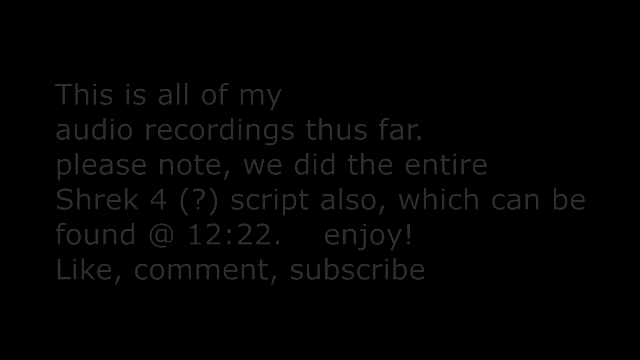 This is all of my
audio recordings thus far.
please note, we did the entire
Shrek 4 (?) script also, which can be
found @ 12:22.    enjoy!
Like, comment, subscribe